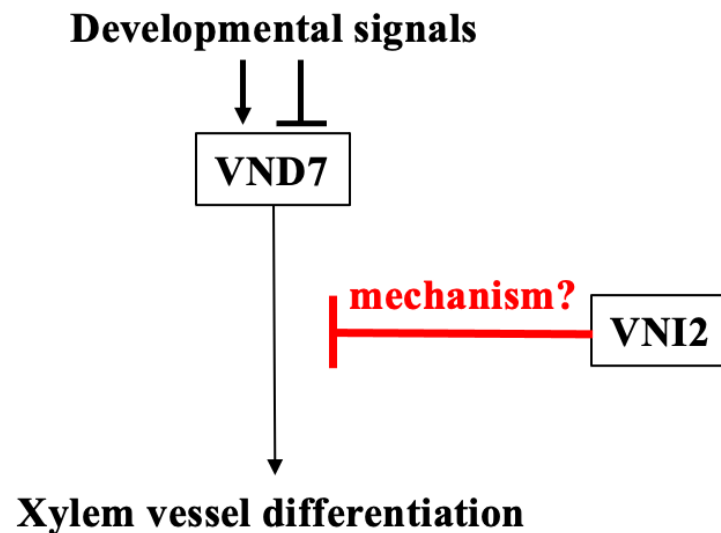 Developmental signals
VND7
mechanism?
VNI2
Xylem vessel differentiation